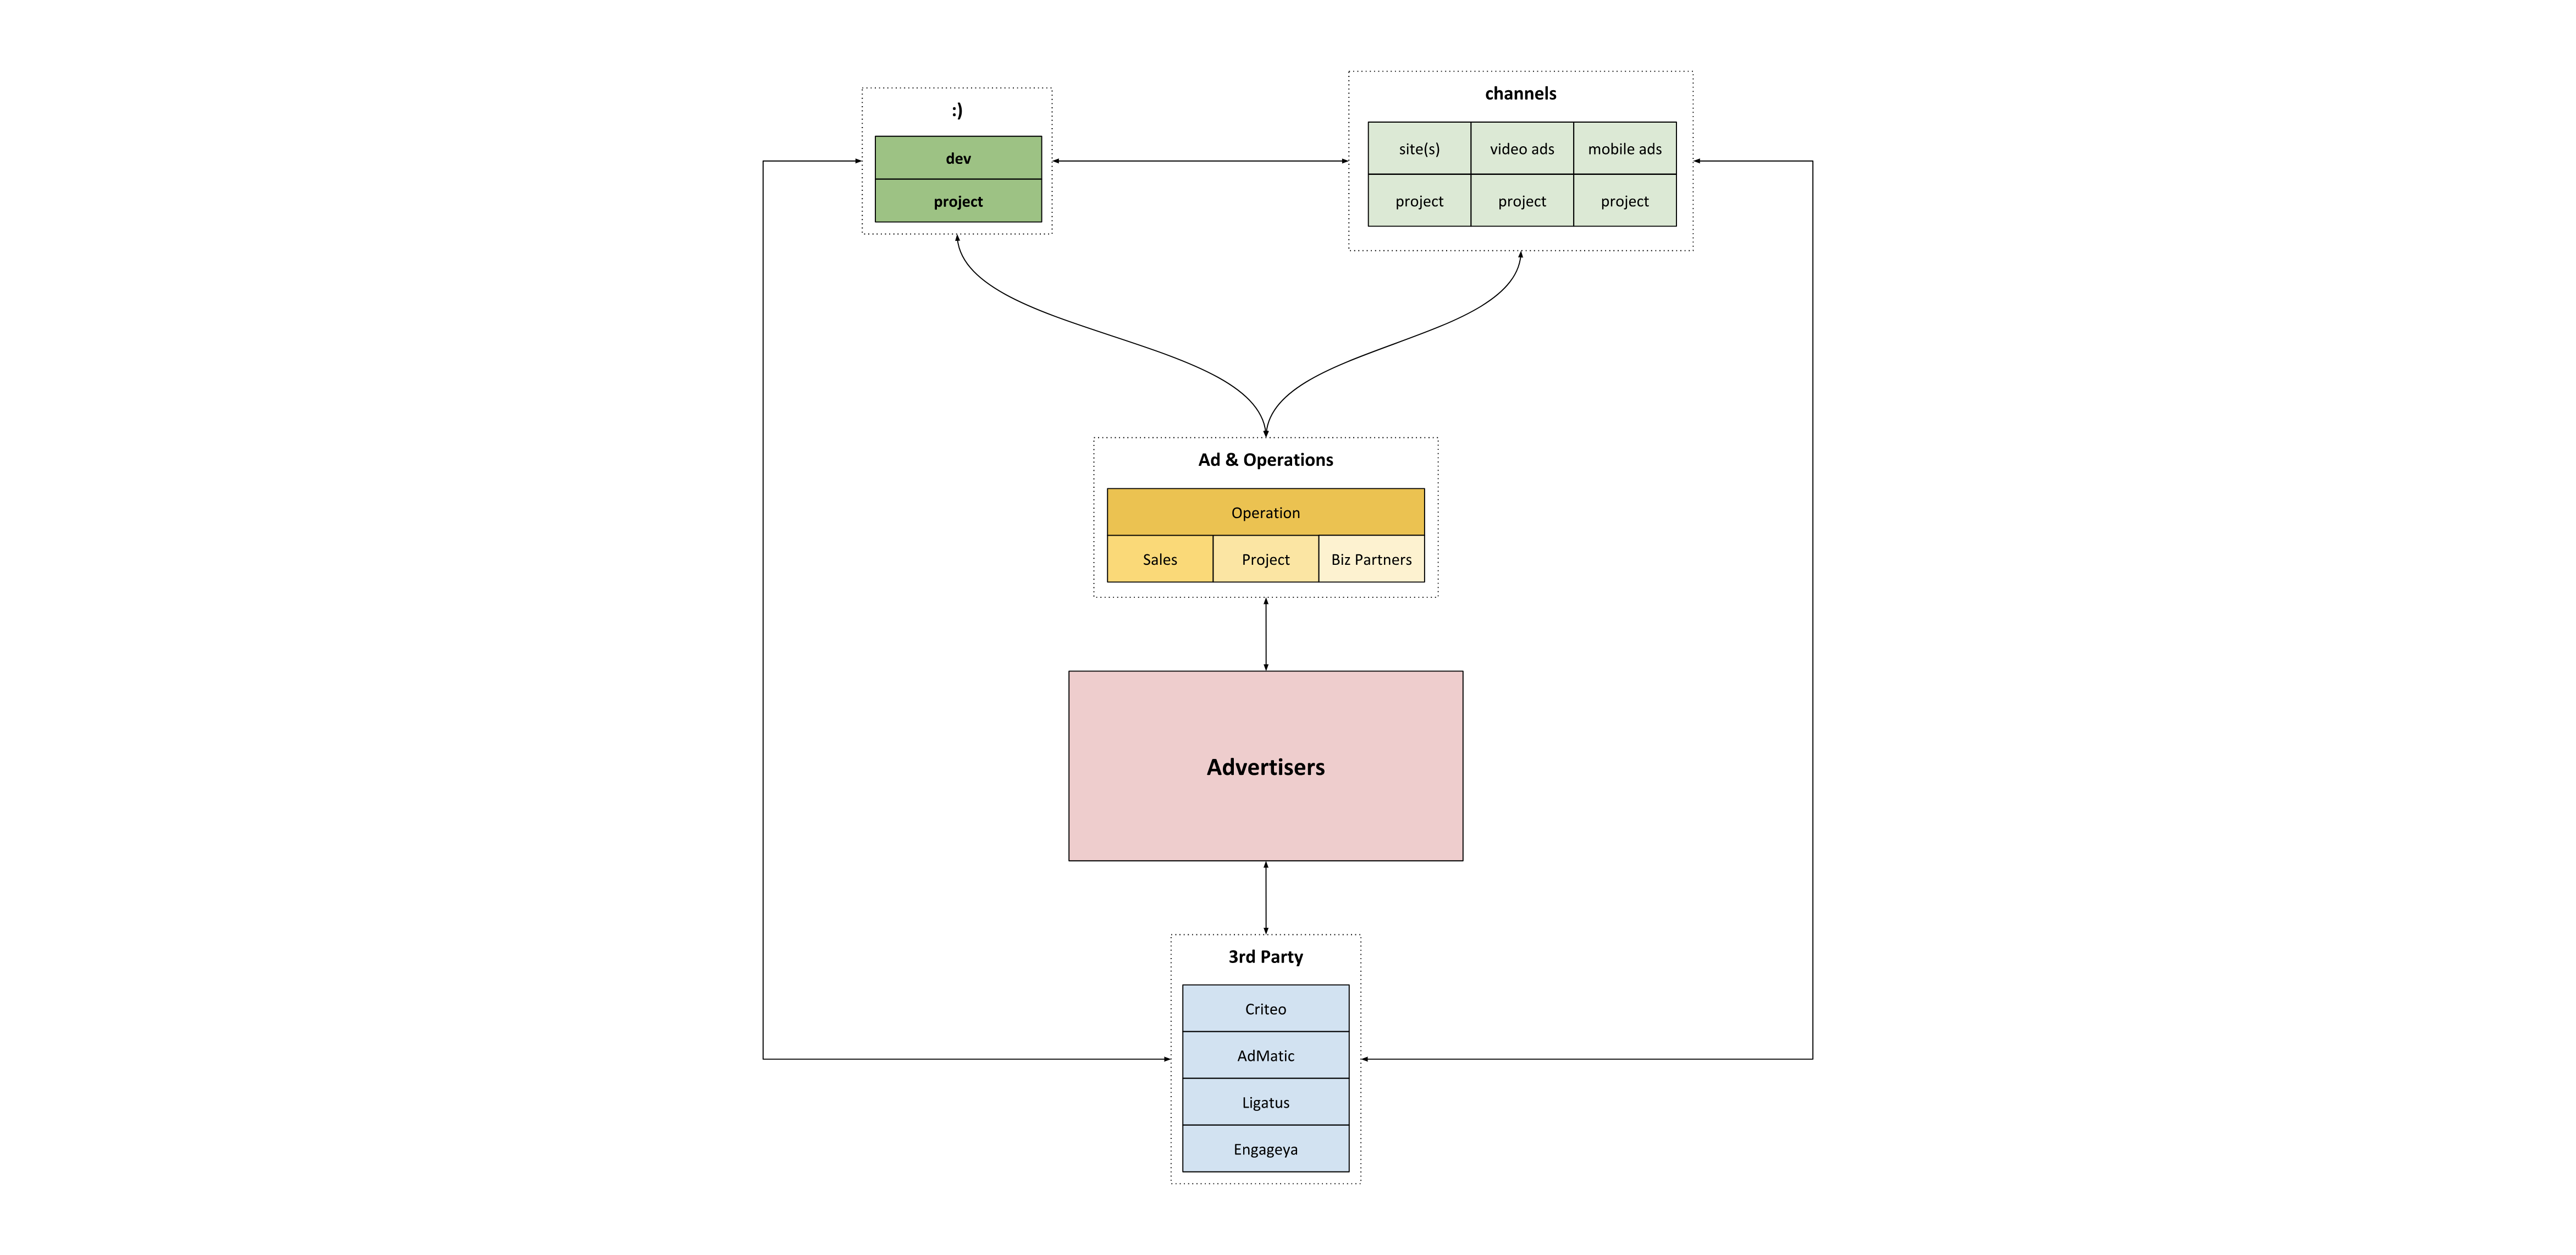 :)
dev
project
channels
site(s) video ads mobile ads
project project project
Ad & Operations
Operation
Sales Project Biz Partners
Advertisers
3rd Party
Criteo
AdMatic
Ligatus
Engageya